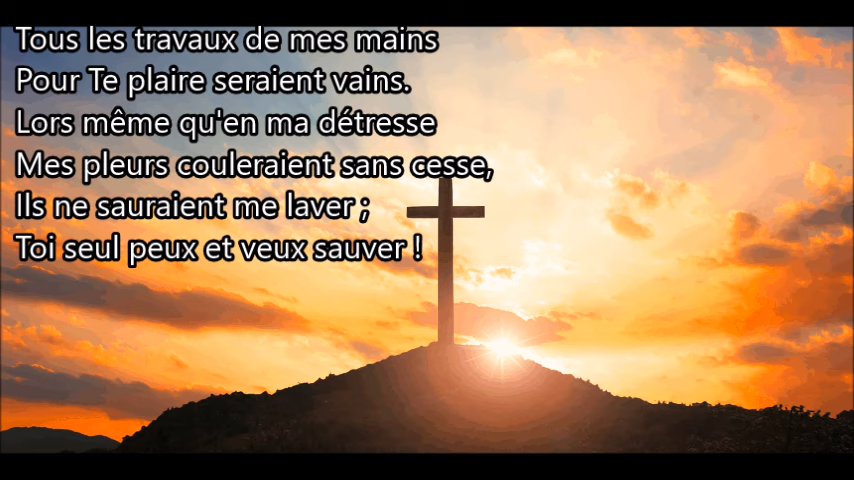 Tous les travaux de mes mains
Pour Te plaire seraient vains.
Lors même qu'en ma détresse
Mes pleurs couleraient sans cesse,
Ils ne sauraient me laver ;
Toi seul peux et veux sauver !